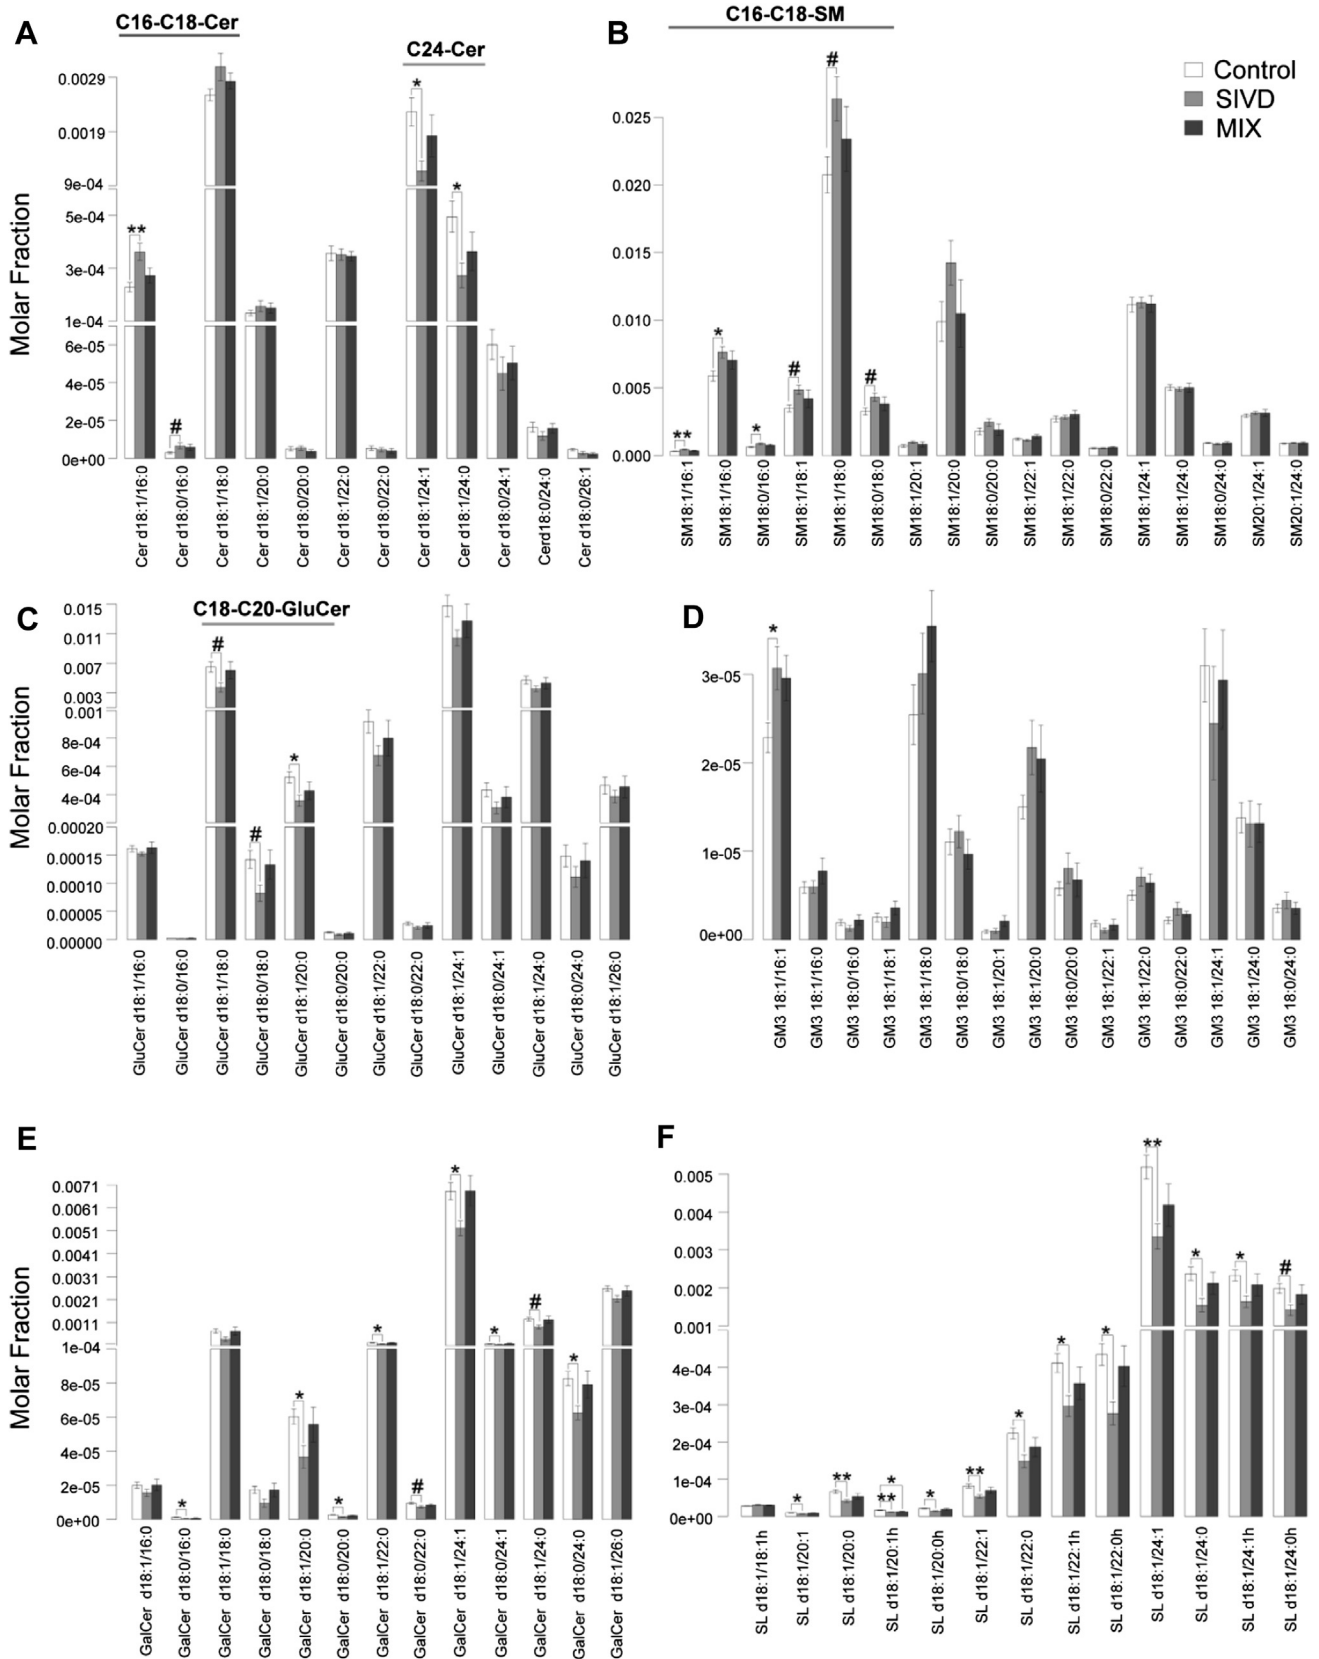 A
C16-C18-Cer
C24-Cer
Molar Fraction
0.0029
0.0019
9e-04
5e-04
3e-04
1e-04
6e-05
4e-05
2e-05
0e+00
**
#
*
*
Cer d18:1/16:0
Cer d18:0/16:0
Cer d18:1/18:0
Cer d18:1/20:0
Cer d18:0/20:0
Cer d18:1/22:0
Cer d18:0/22:0
Cer d18:1/24:1
Cer d18:1/24:0
Cer d18:0/24:1
Cerd18:0/24:0
Cer d18:0/26:1
B
C16-C18-SM
Control
SIVD
MIX
0.025
0.020
0.015
0.010
0.005
0.000
**
*
*
#
#
#
SM18:1/16:1
SM18:1/16:0
SM18:0/16:0
SM18:1/18:1
SM18:1/18:0
SM18:0/18:0
SM18:1/20:1
SM18:1/20:0
SM18:0/20:0
SM18:1/22:1
SM18:1/22:0
SM18:0/22:0
SM18:1/24:1
SM18:1/24:0
SM18:0/24:0
SM20:1/24:1
SM20:1/24:0
C
C18-C20-GluCer
Molar Fraction
0.015
0.011
0.007
0.003
0.001
8e-04
6e-04
4e-04
0.00020
0.00015
0.00010
0.00005
0.00000
#
#
*
GluCer d18:1/16:0
GluCer d18:0/16:0
GluCer d18:1/18:0
GluCer d18:0/18:0
GluCer d18:1/20:0
GluCer d18:0/20:0
GluCer d18:1/22:0
GluCer d18:0/22:0
GluCer d18:1/24:1
GluCer d18:0/24:1
GluCer d18:1/24:0
GluCer d18:0/24:0
GluCer d18:1/26:0
D
3e-05
2e-05
1e-05
0e+00
*
GM3 18:1/16:1
GM3 18:1/16:0
GM3 18:0/16:0
GM3 18:1/18:1
GM3 18:1/18:0
GM3 18:0/18:0
GM3 18:1/20:1
GM3 18:1/20:0
GM3 18:0/20:0
GM3 18:1/22:1
GM3 18:1/22:0
GM3 18:0/22:0
GM3 18:1/24:1
GM3 18:1/24:0
GM3 18:0/24:0
E
Molar Fraction
0.0071
0.0061
0.0051
0.0041
0.0031
0.0021
0.0011
1e-04
8e-05
6e-05
4e-05
2e-05
0e+00
*
*
*
*
#
*
*
#
*
GalCer d18:1/16:0
GalCer d18:0/16:0
GalCer d18:1/18:0
GalCer d18:0/18:0
GalCer d18:1/20:0
GalCer d18:0/20:0
GalCer d18:1/22:0
GalCer d18:0/22:0
GalCer d18:1/24:1
GalCer d18:0/24:1
GalCer d18:1/24:0
GalCer d18:0/24:0
GalCer d18:1/26:0
F
0.005
0.004
0.003
0.002
0.001
4e-04
3e-04
2e-04
1e-04
0e+00
*
**
*
**
*
**
*
*
*
**
*
*
#
SL d18:1/18:1h
SL d18:1/20:1
SL d18:1/20:0
SL d18:1/20:1h
SL d18:1/20:0h
SL d18:1/22:1
SL d18:1/22:0
SL d18:1/22:1h
SL d18:1/22:0h
SL d18:1/24:1
SL d18:1/24:0
SL d18:1/24:1h
SL d18:1/24:0h